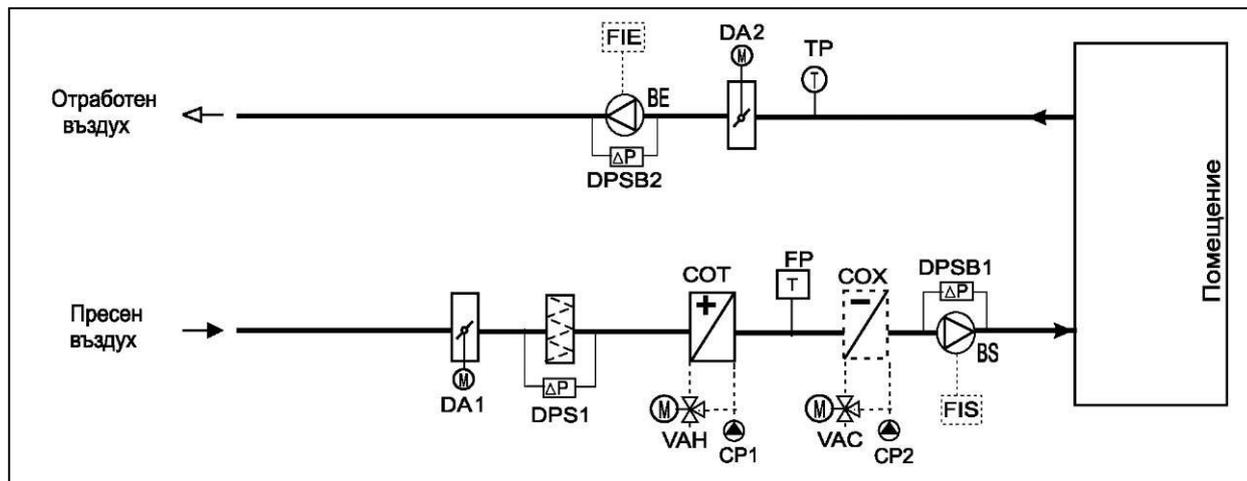 FIE
DA2
M
TP
T
BE
Отработен
въздух
ΔP
DPSB2
Помещение
Пресен
въздух
M
DA1
ΔP
DPS1
COT
+
M
VAH
CP1
FP
T
COX
-
M
VAC
CP2
DPSB1
ΔP
BS
FIS